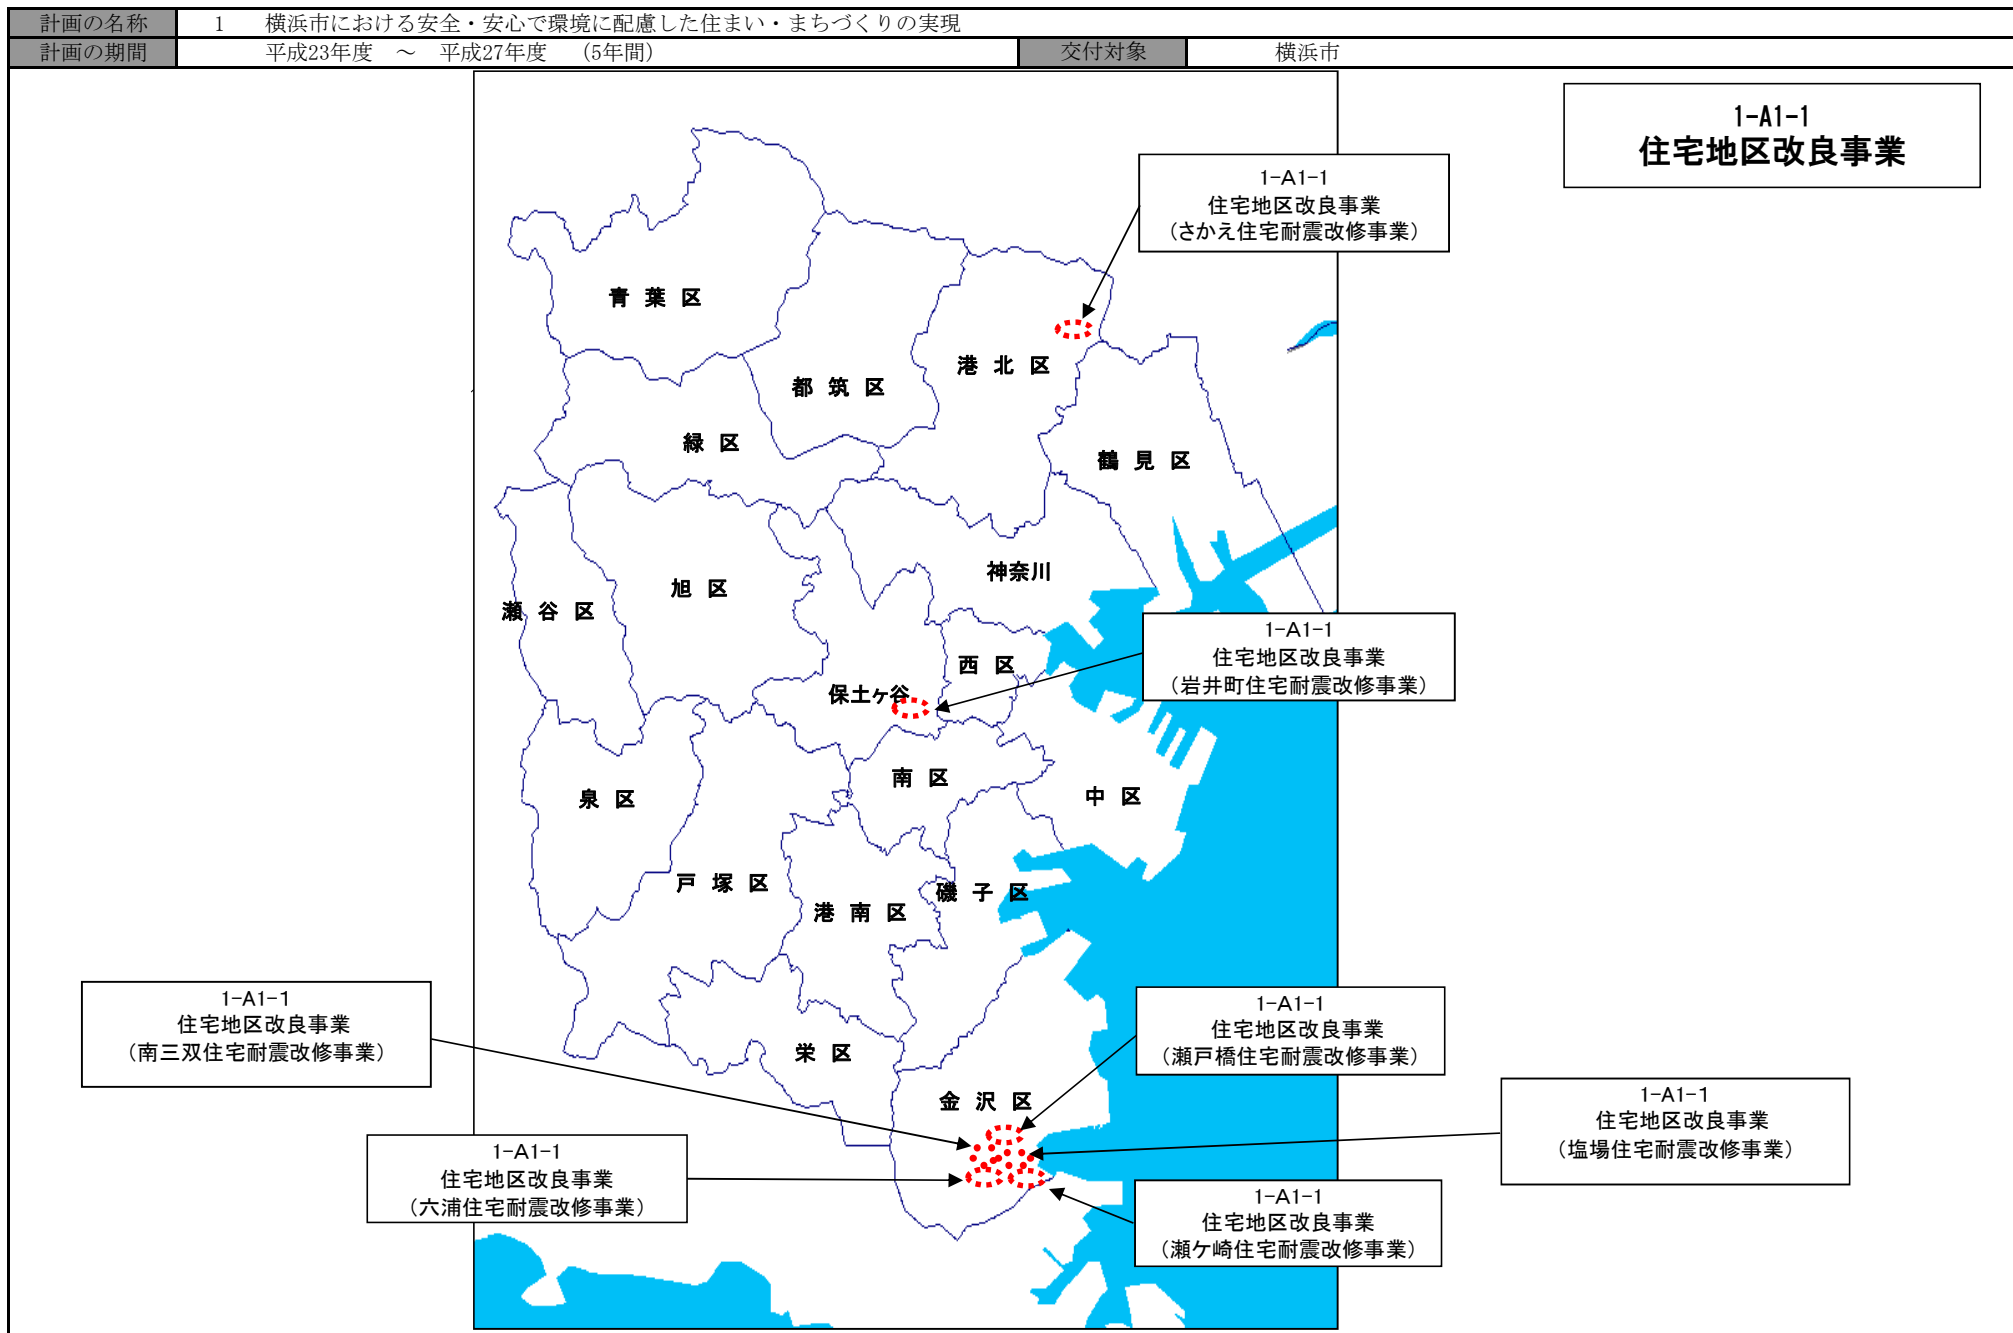 計画の名称 1 横浜市における安全・安心で環境に配慮した住まい・まちづくりの実現
計画の期間 平成23年度 ～ 平成27年度 (5年間) 交付対象 横浜市
1-A1-1
住宅地区改良事業
1-A1-1
住宅地区改良事業
(さかえ住宅耐震改修事業)
青葉区
港北区
都筑区
緑区
鶴見区
神奈川
旭区
瀬谷区
1-A1-1
住宅地区改良事業
(岩井町住宅耐震改修事業)
西区
保土ヶ谷
南区
中区
泉区
戸塚区
磯子区
港南区
1-A1-1
住宅地区改良事業
(南三双住宅耐震改修事業)
1-A1-1
住宅地区改良事業
(瀬戸橋住宅耐震改修事業)
栄区
金沢区
1-A1-1
住宅地区改良事業
(塩場住宅耐震改修事業)
1-A1-1
住宅地区改良事業
(六浦住宅耐震改修事業)
1-A1-1
住宅地区改良事業
(瀬ケ崎住宅耐震改修事業)